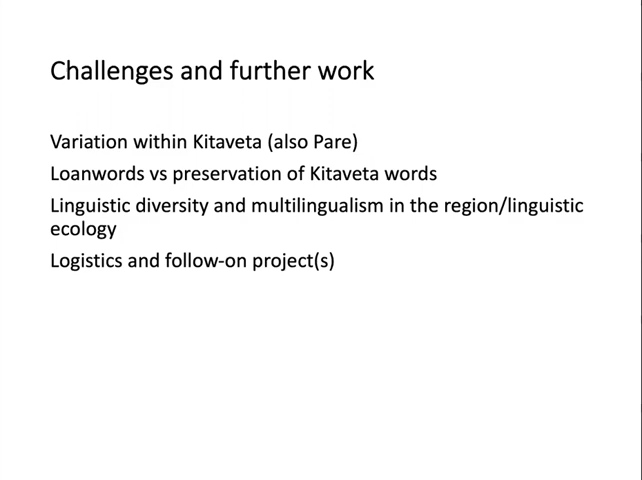 Challenges and further work
Variation within Kitaveta (also Pare)
Loanwords vs preservation of Kitaveta words
Linguistic diversity and multilingualism in the region/linguistic
ecology
Logistics and follow-on project(s)